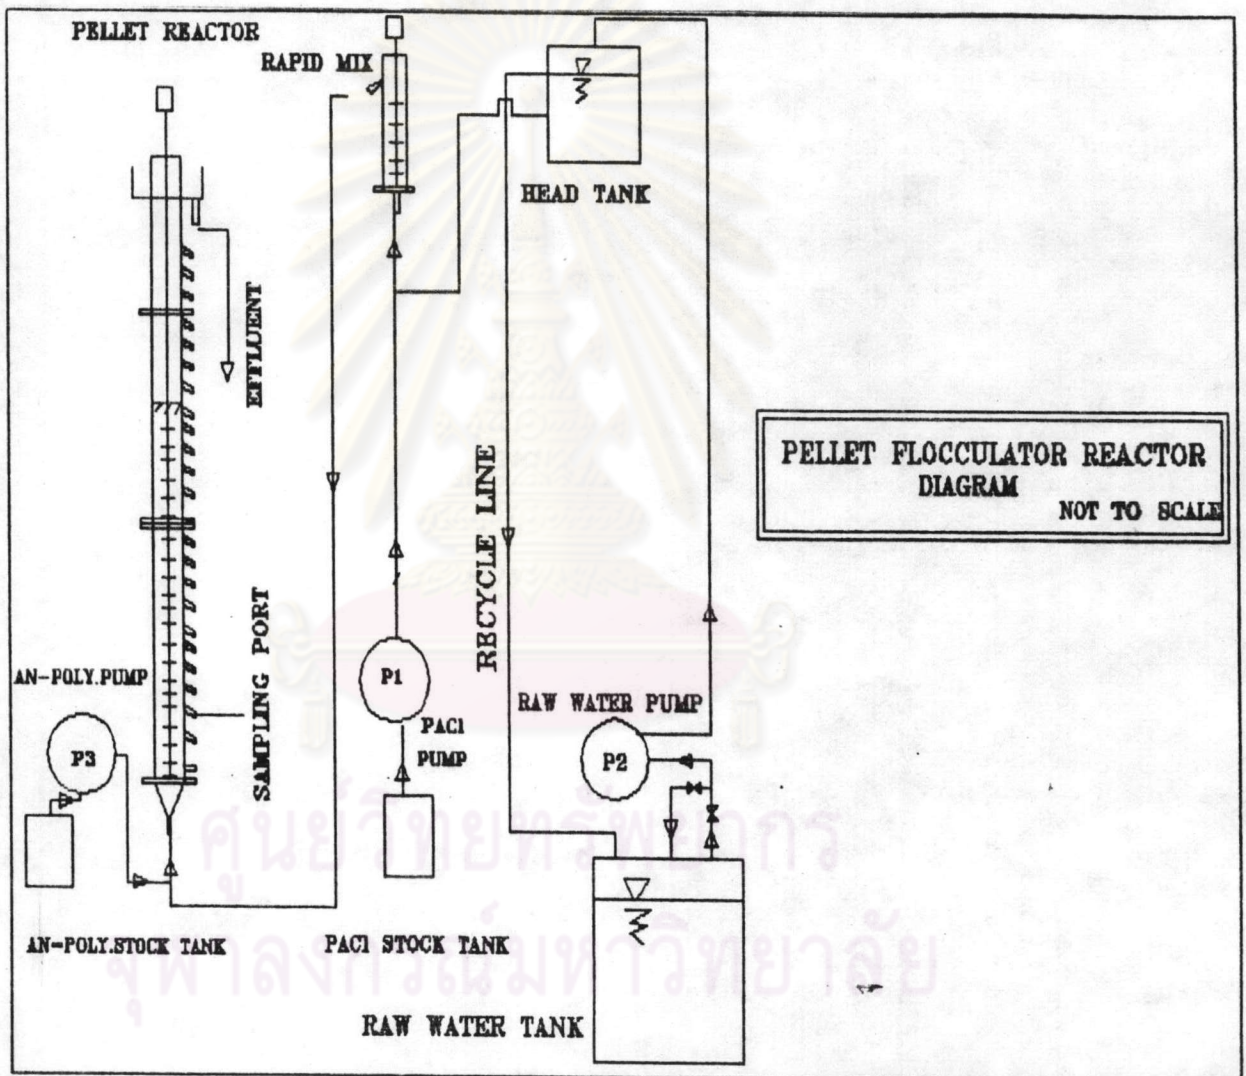 PELLET REACTOR
RAPID MIX
HEAD TANK
EFFLUENT
PELLET FLOCCULATOR REACTOR
DIAGRAM
NOT TO SCALE
RECYCLE LINE
SAMPLING PORT
AN-POLY.PUMP
P1
RAW WATER PUMP
PACl
PUMP
P3
P2
AN-POLY.STOCK TANK
PACl STOCK TANK
RAW WATER TANK
ศูนย์วิทยทรัพยากร
จุฬาลงกรณ์มหาวิทยาลัย